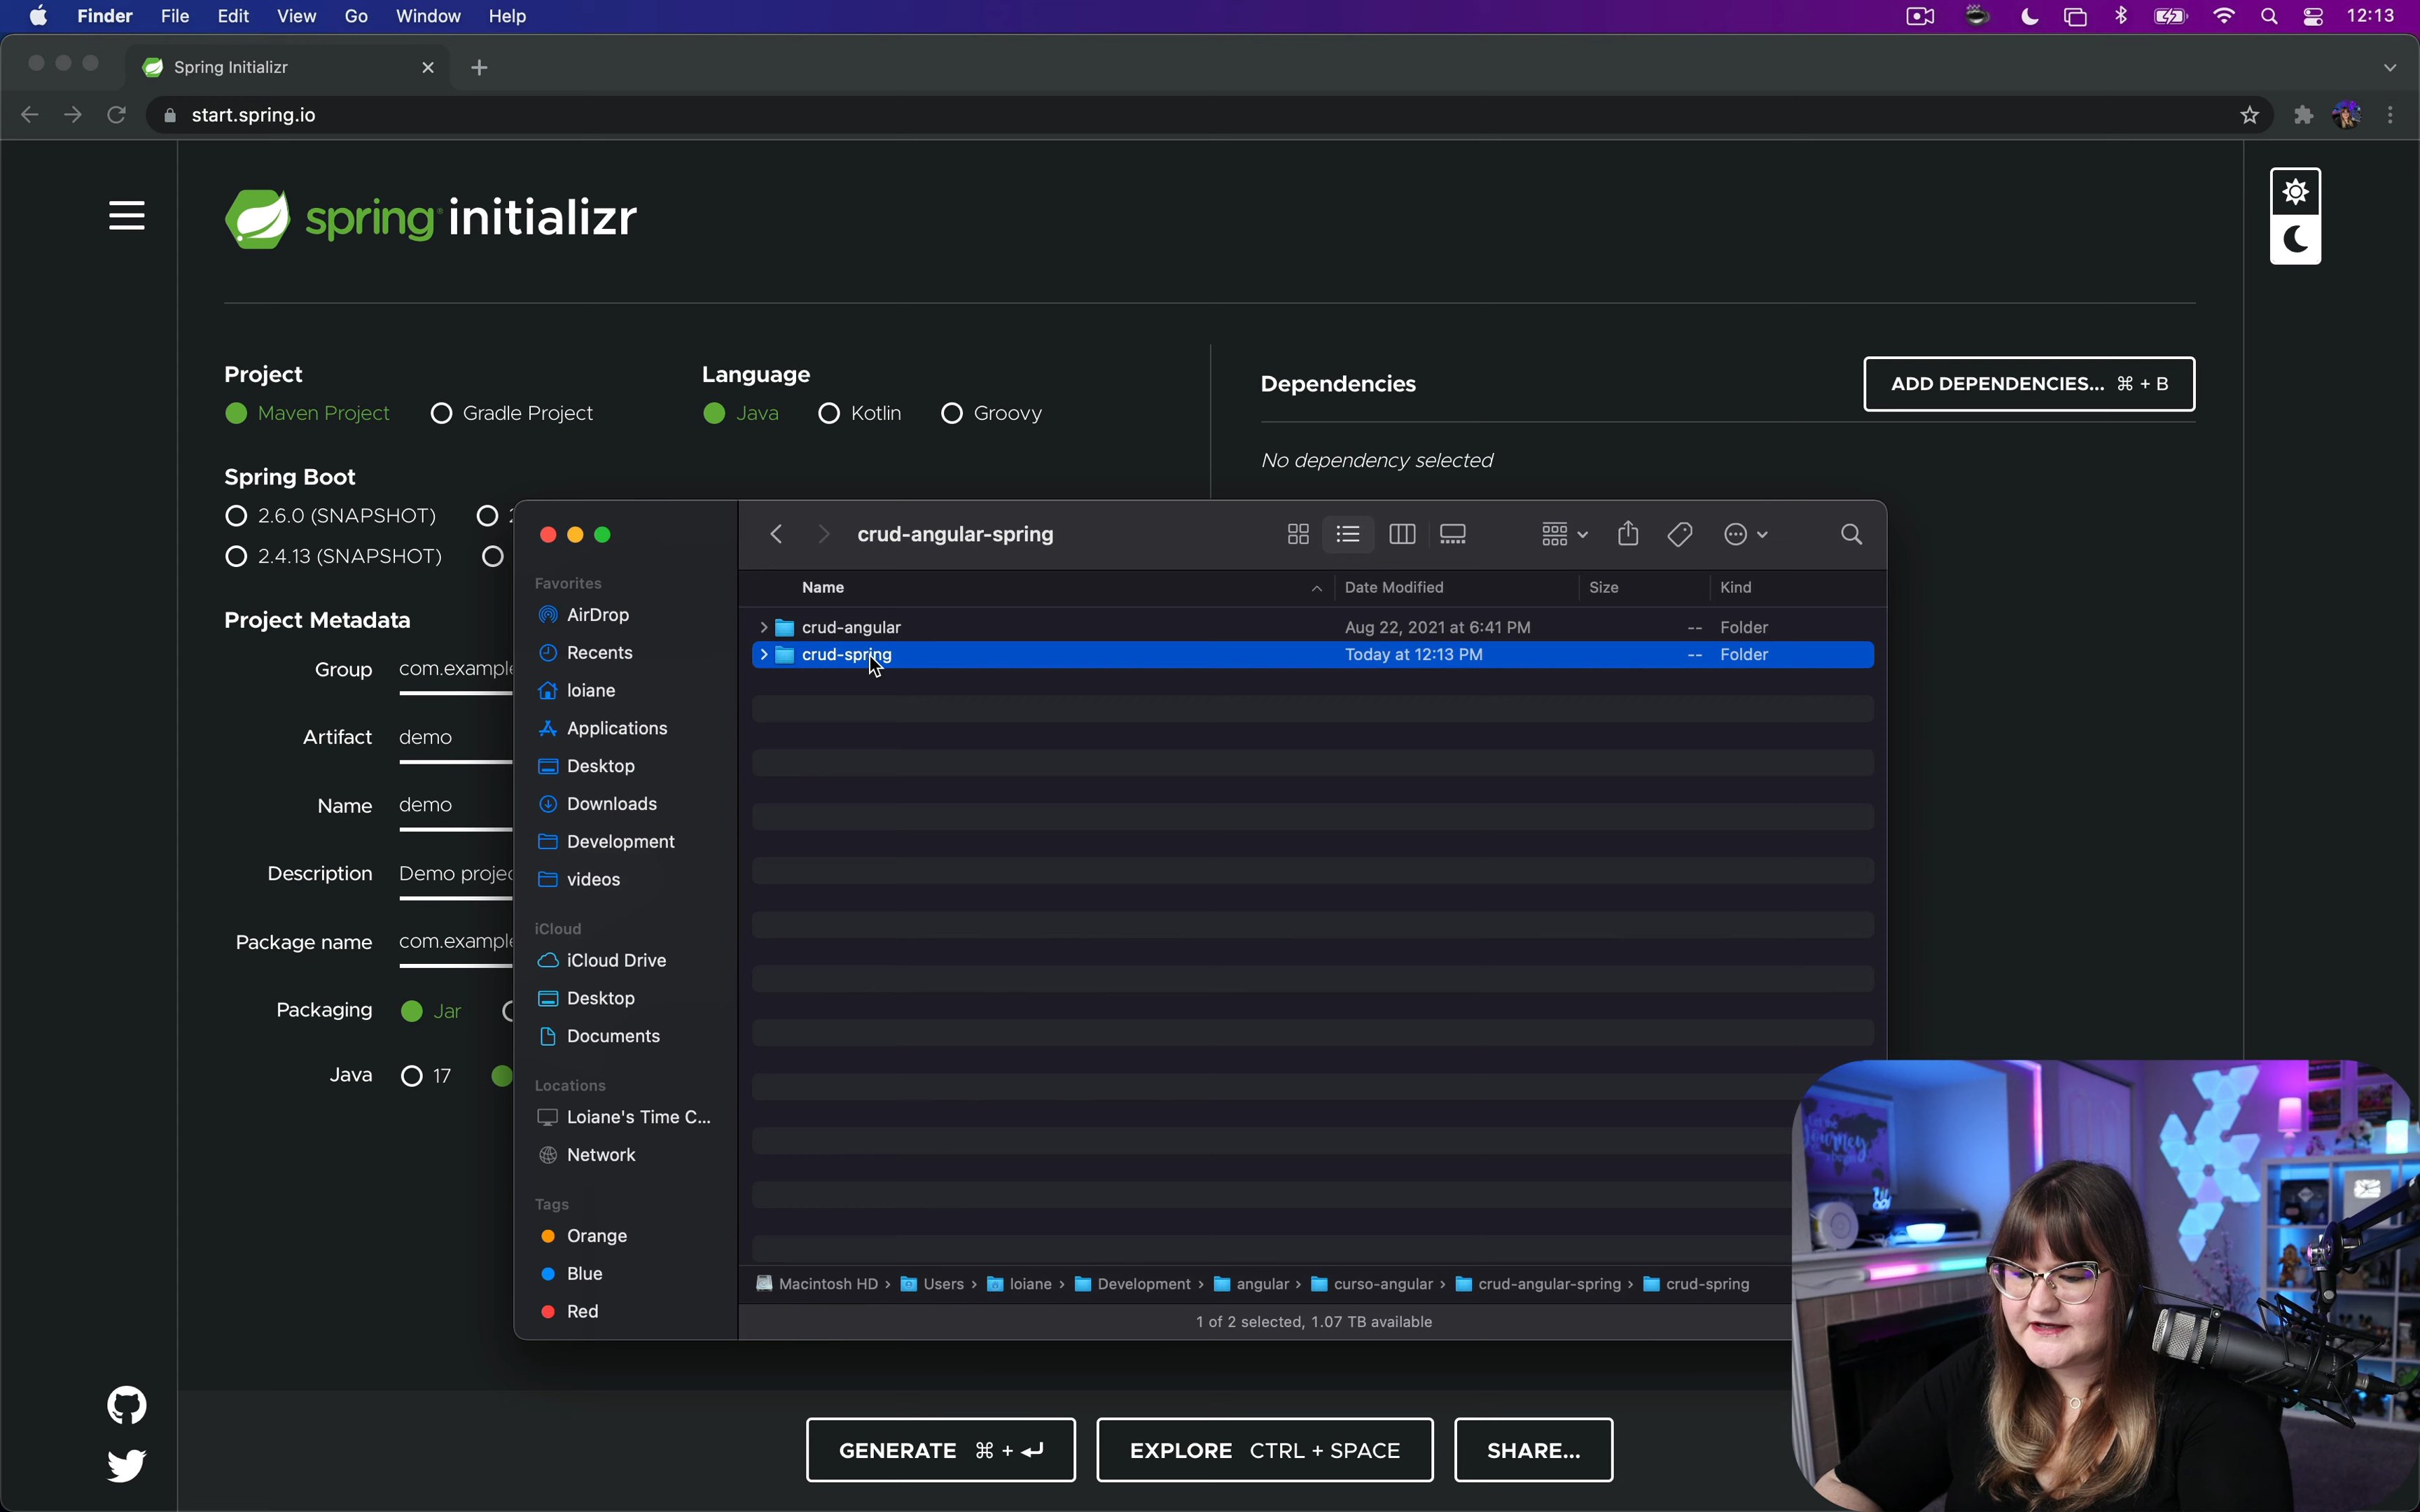 Finder File Edit View Go Window Help 12:13
Spring Initializr
start.spring.io
spring initializr
Project
Maven Project Gradle Project
Language
Java Kotlin Groovy
Dependencies
ADD DEPENDENCIES... ⌘ + B
No dependency selected
Spring Boot
2.6.0 (SNAPSHOT)
2.4.13 (SNAPSHOT)
Project Metadata
Group com.example
Artifact demo
Name demo
Description Demo projec
Package name com.example
Packaging Jar
Java 17
crud-angular-spring
Favorites
AirDrop
Recents
loiane
Applications
Desktop
Downloads
Development
videos
iCloud
iCloud Drive
Desktop
Documents
Locations
Loiane's Time C...
Network
Tags
Orange
Blue
Red
Name Date Modified Size Kind
crud-angular Aug 22, 2021 at 6:41 PM -- Folder
crud-spring Today at 12:13 PM -- Folder
Macintosh HD › Users › loiane › Development › angular › curso-angular › crud-angular-spring › crud-spring
1 of 2 selected, 1.07 TB available
GENERATE ⌘ + ↵
EXPLORE CTRL + SPACE
SHARE...